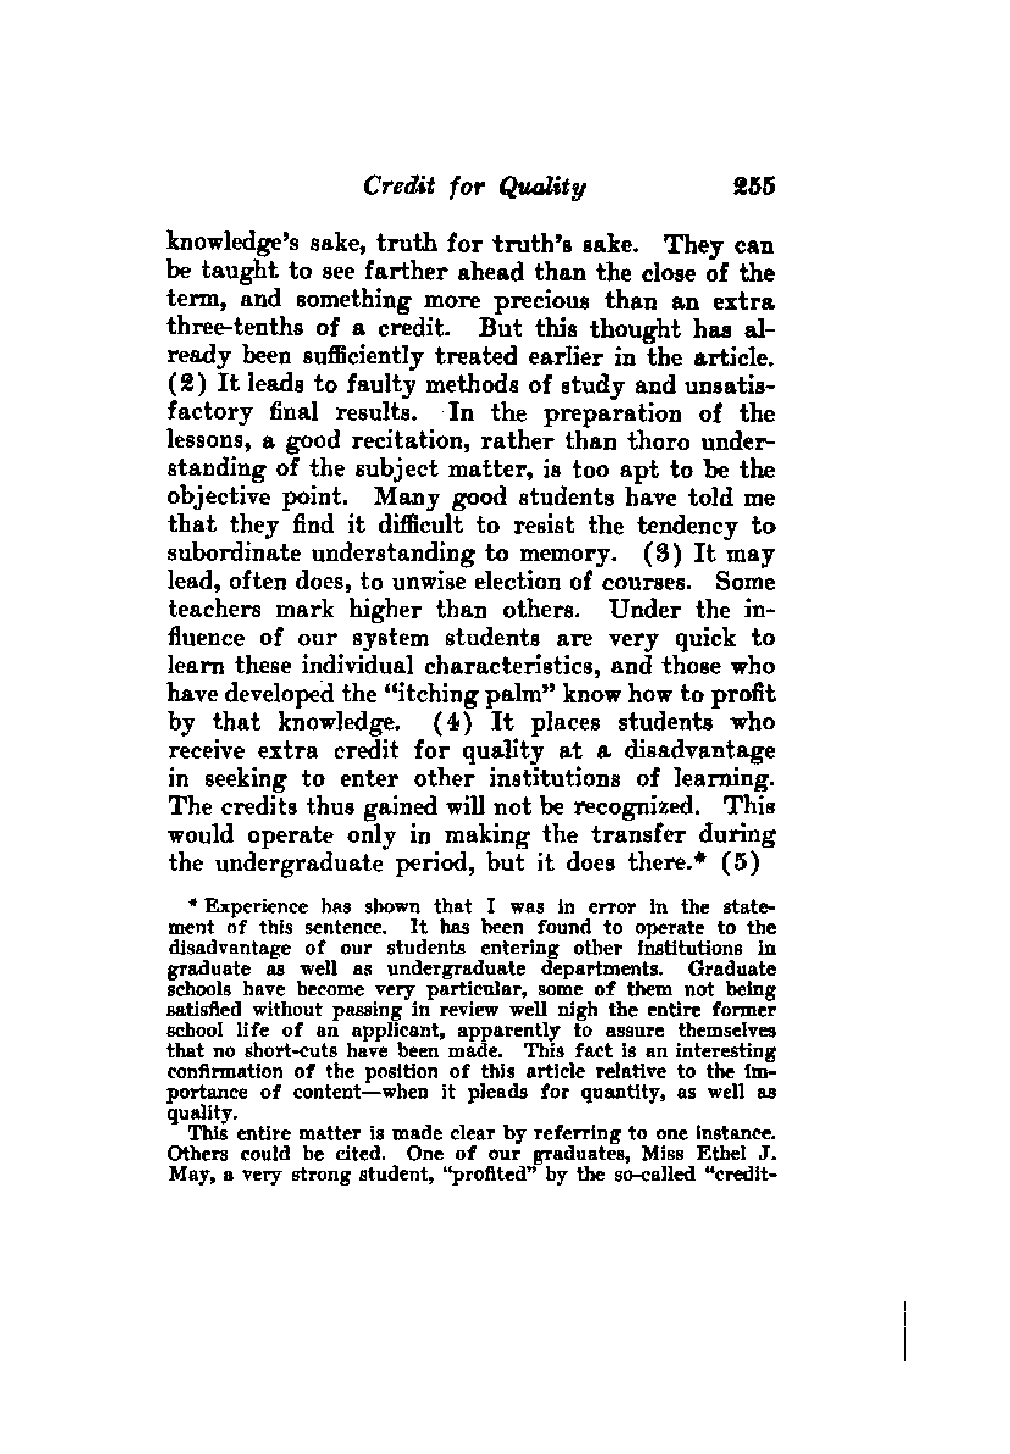 Credit for Quality 255
knowledge's sake, truth for truth's sake. They can
be taught to see farther ahead than the close of the
term, and something more precious than an extra
three-tenths of a credit. But this thought has al-
ready been sufficiently treated earlier in the article.
(2) It leads to faulty methods of study and unsatis-
factory final results. In the preparation of the
lessons, a good recitation, rather than thoro under-
standing of the subject matter, is too apt to be the
objective point. Many good students have told me
that they find it difficult to resist the tendency to
subordinate understanding to memory. (3) It may
lead, often does, to unwise election of courses. Some
teachers mark higher than others. Under the in-
fluence of our system students are very quick to
learn these individual characteristics, and those who
have developed the "itching palm" know how to profit
by that knowledge. (4) It places students who
receive extra credit for quality at a disadvantage
in seeking to enter other institutions of learning.
The credits thus gained will not be recognized. This
would operate only in making the transfer during
the undergraduate period, but it does there.* (5)
* Experience has shown that I was in error in the state-
ment of this sentence. It has been found to operate to the
disadvantage of our students entering other institutions in
graduate as well as undergraduate departments. Graduate
schools have become very particular, some of them not being
satisfied without passing in review well nigh the entire former
school life of an applicant, apparently to assure themselves
that no short-cuts have been made. This fact is an interesting
confirmation of the position of this article relative to the im-
portance of content—when it pleads for quantity, as well as
quality.
This entire matter is made clear by referring to one instance.
Others could be cited. One of our graduates, Miss Ethel J.
May, a very strong student, "profited" by the so-called "credit-